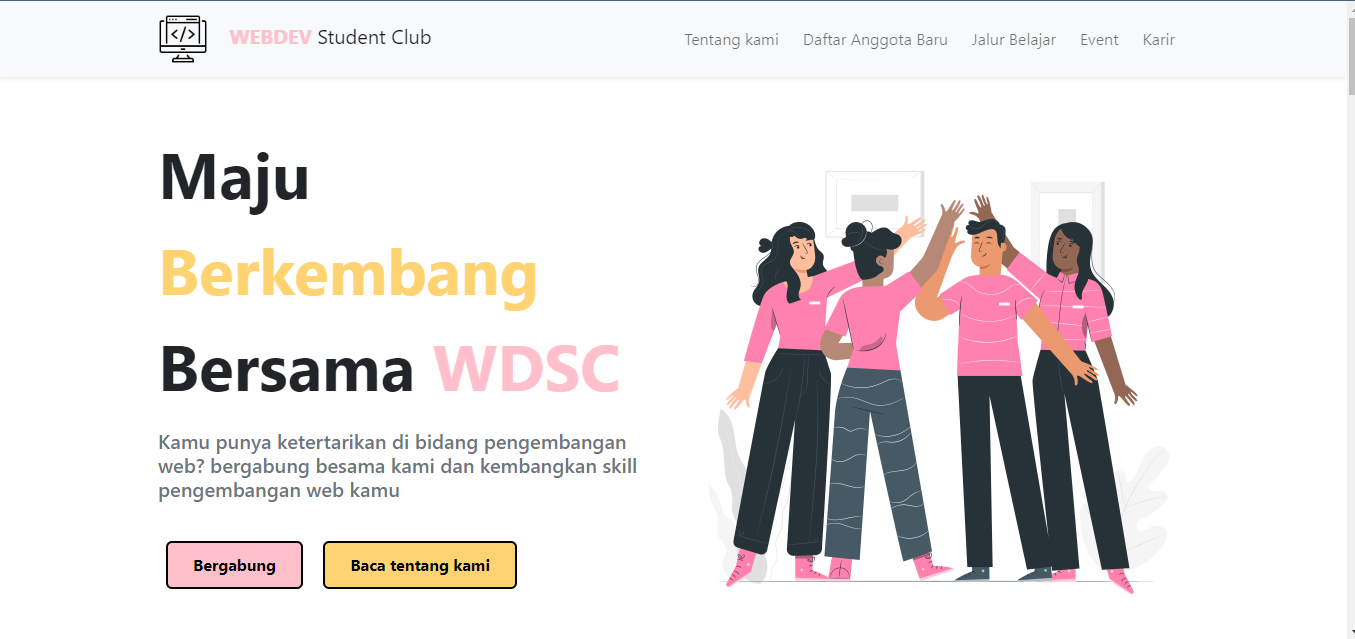 </> WEBDEV Student Club
Tentang kami Daftar Anggota Baru Jalur Belajar Event Karir
Maju
Berkembang
Bersama WDSC
Kamu punya ketertarikan di bidang pengembangan
web? bergabung besama kami dan kembangkan skill
pengembangan web kamu
Bergabung Baca tentang kami